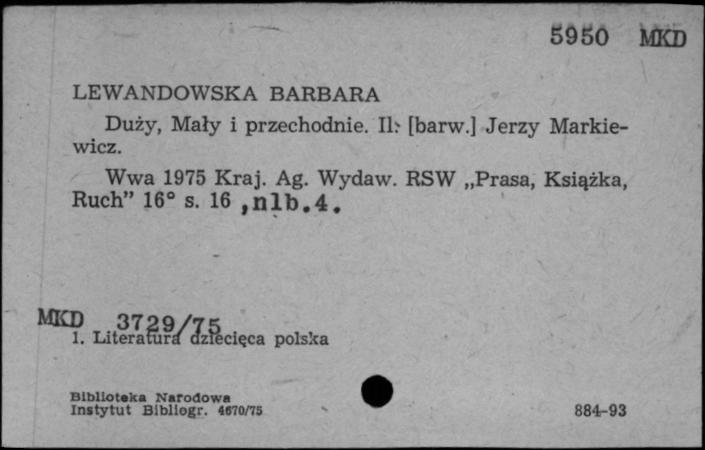 5950 MKD
LEWANDOWSKA BARBARA
Duży, Mały i przechodnie. Il. [barw.] Jerzy Markie-
wicz.
Wwa 1975 Kraj. Ag. Wydaw. RSW „Prasa, Książka,
Ruch” 16° s. 16 , nlb. 4.
MKD 3729/75
1. Literatura dziecięca polska
Biblioteka Narodowa
Instytut Bibliogr. 4670/75
884-93